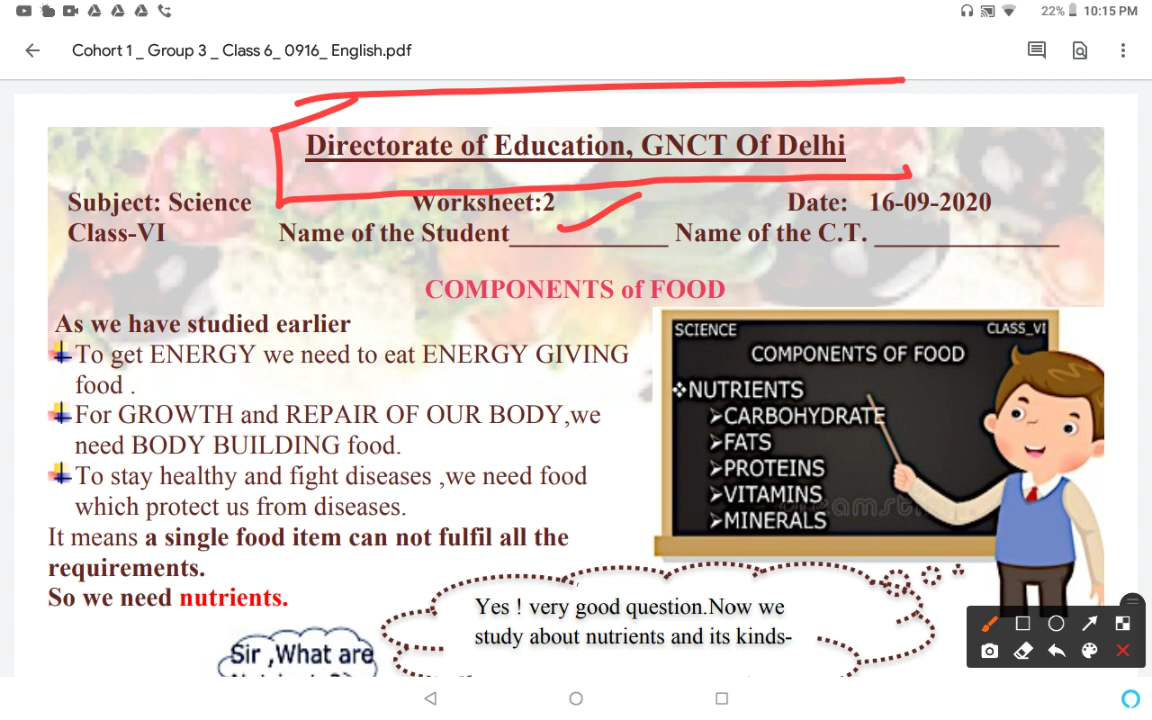 22% 10:15 PM
Cohort 1 _ Group 3 _ Class 6_ 0916_ English.pdf
Directorate of Education, GNCT Of Delhi
Subject: Science Worksheet:2 Date: 16-09-2020
Class-VI Name of the Student____________ Name of the C.T. ______________
COMPONENTS of FOOD
As we have studied earlier
To get ENERGY we need to eat ENERGY GIVING
food .
For GROWTH and REPAIR OF OUR BODY,we
need BODY BUILDING food.
To stay healthy and fight diseases ,we need food
which protect us from diseases.
It means a single food item can not fulfil all the
requirements.
So we need nutrients.
SCIENCE CLASS_VI
COMPONENTS OF FOOD
❖NUTRIENTS
➢CARBOHYDRATE
➢FATS
➢PROTEINS
➢VITAMINS
➢MINERALS
Yes ! very good question.Now we
study about nutrients and its kinds-
Sir ,What are